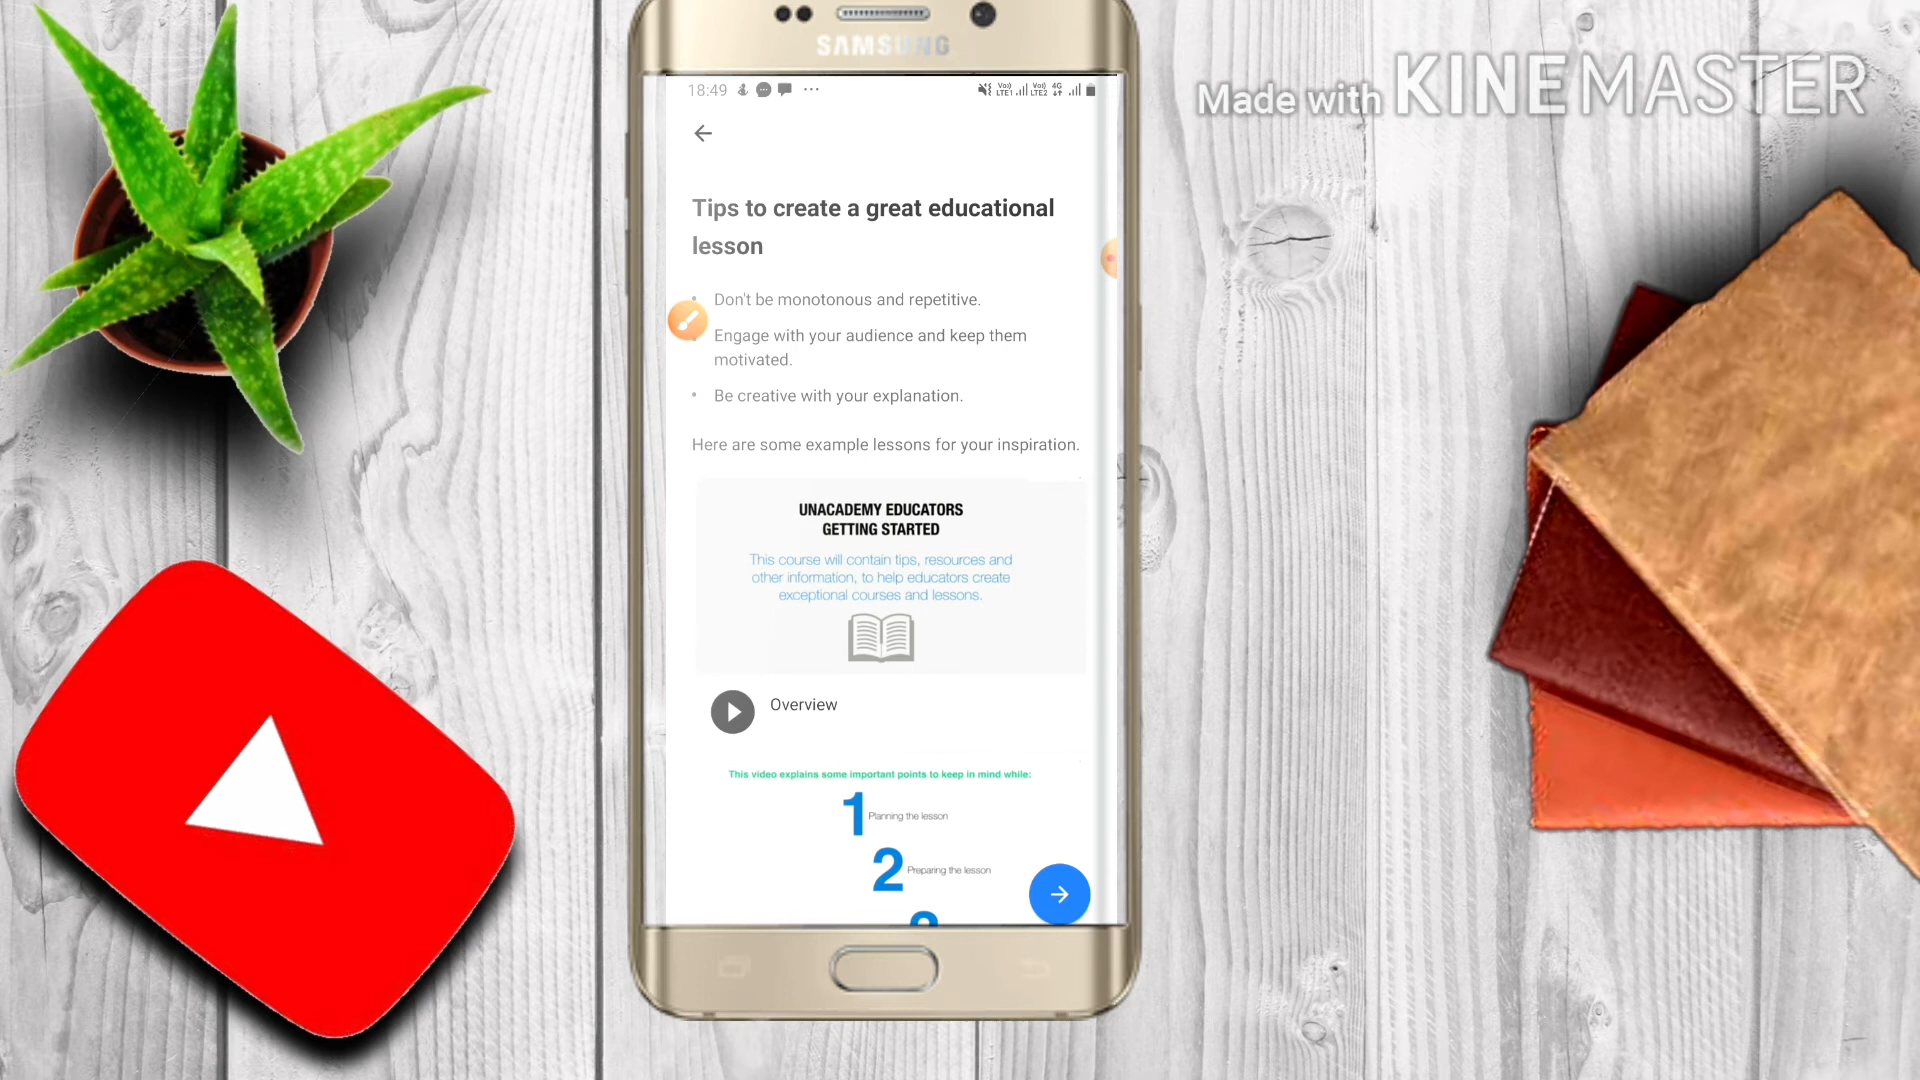 SAMSUNG
Made with KINEMASTER
18:49
Tips to create a great educational
lesson
• Don't be monotonous and repetitive.
Engage with your audience and keep them
motivated.
• Be creative with your explanation.
Here are some example lessons for your inspiration.
UNACADEMY EDUCATORS
GETTING STARTED
This course will contain tips, resources and
other information, to help educators create
exceptional courses and lessons.
Overview
This video explains some important points to keep in mind while:
1 Planning the lesson
2 Preparing the lesson